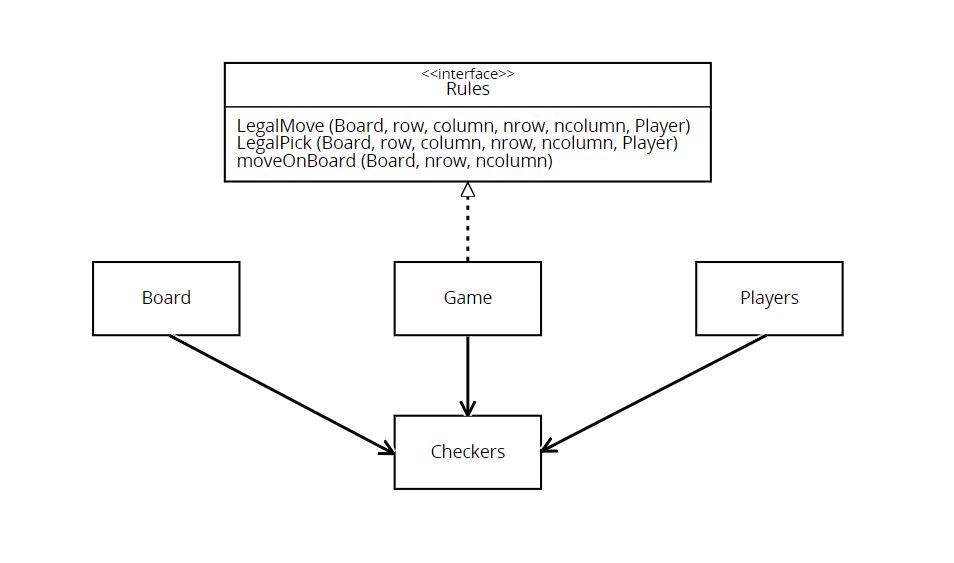 <<interface>>
Rules
LegalMove (Board, row, column, nrow, ncolumn, Player)
LegalPick (Board, row, column, nrow, ncolumn, Player)
moveOnBoard (Board, nrow, ncolumn)
Board
Game
Players
Checkers